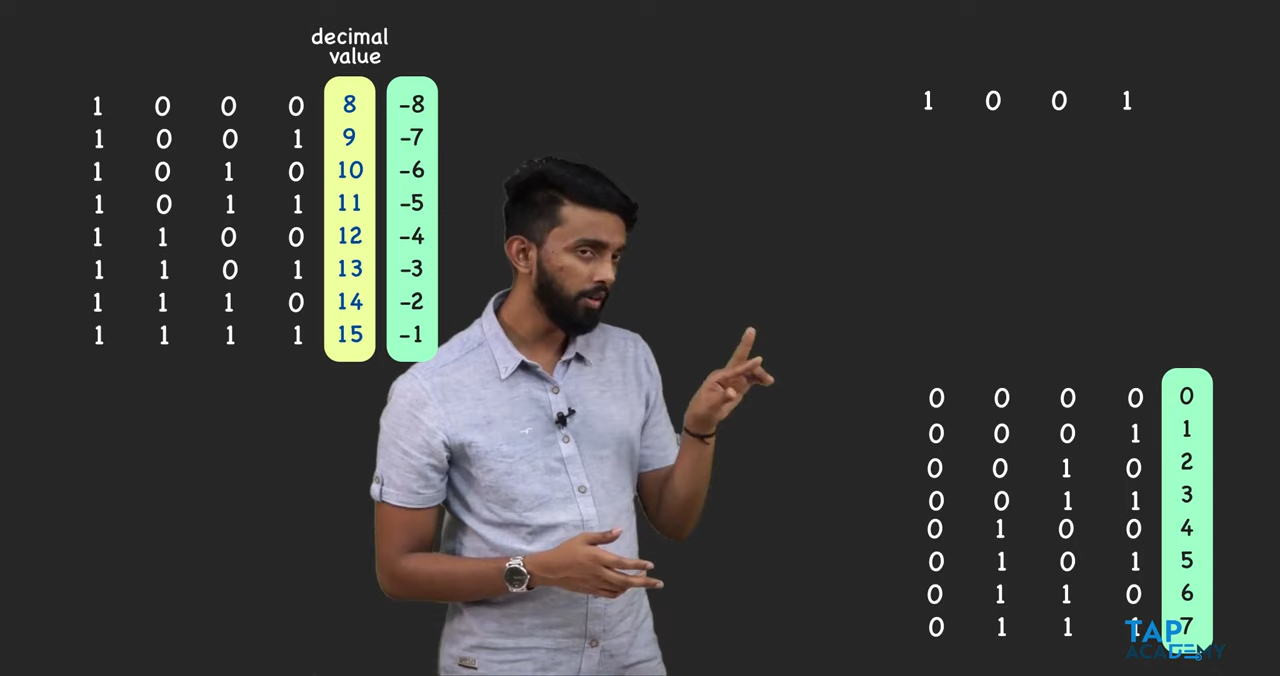 decimal
value
1 0 0 0 8 -8
1 0 0 1 9 -7
1 0 1 0 10 -6
1 0 1 1 11 -5
1 1 0 0 12 -4
1 1 0 1 13 -3
1 1 1 0 14 -2
1 1 1 1 15 -1
1 0 0 1
0 0 0 0 0
0 0 0 1 1
0 0 1 0 2
0 0 1 1 3
0 1 0 0 4
0 1 0 1 5
0 1 1 0 6
0 1 1 1 7
TAP
ACADEMY